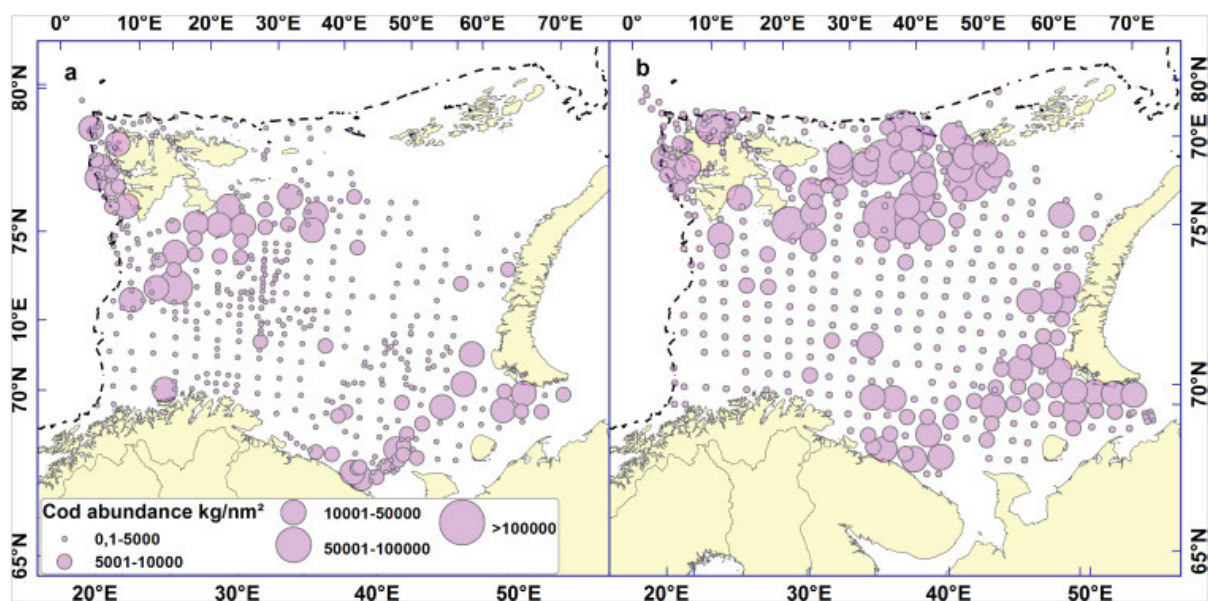 0° 10°E 20°E 30°E 40°E 50°E 60°E 70°E 0° 10°E 20°E 30°E 40°E 50°E 60°E 70°E
a
b
80°N
75°N
10°E
70°N
65°N
80°N
70°E
75°N
70°N
65°N
Cod abundance kg/nm²
0,1-5000
5001-10000
10001-50000
50001-100000
>100000
20°E 30°E 40°E 50°E 20°E 30°E 40°E 50°E